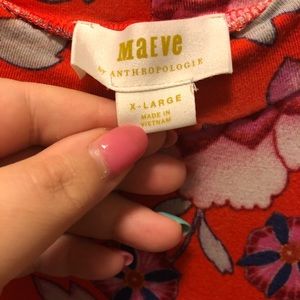 MAEVE
BY ANTHROPOLOGIE
X-LARGE
MADE IN
VIETNAM